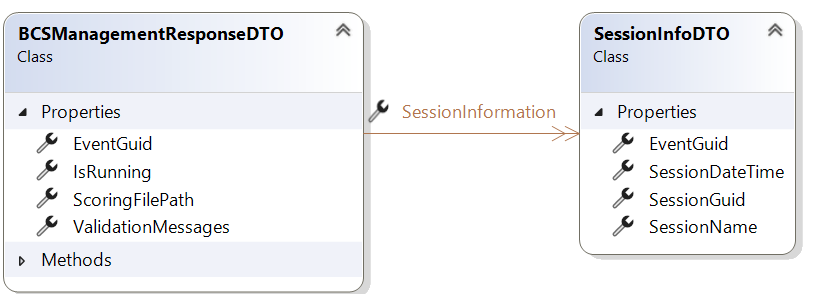 BCSManagementResponseDTO
Class
Properties
EventGuid
IsRunning
ScoringFilePath
ValidationMessages
Methods
SessionInformation
SessionInfoDTO
Class
Properties
EventGuid
SessionDateTime
SessionGuid
SessionName